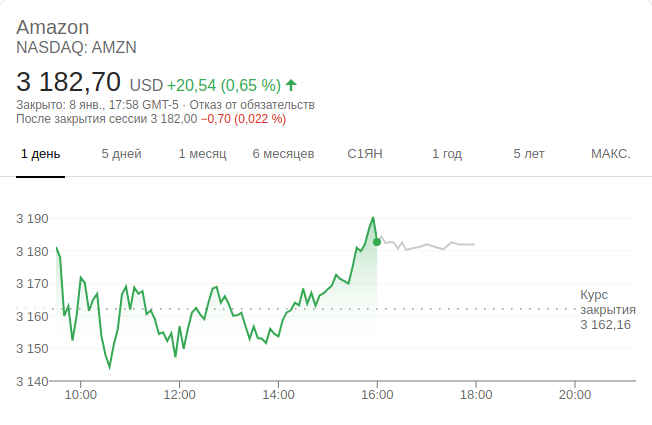 Amazon
NASDAQ: AMZN
3 182,70 USD +20,54 (0,65 %)
Закрыто: 8 янв., 17:58 GMT-5 · Отказ от обязательств
После закрытия сессии 3 182,00 −0,70 (0,022 %)
1 день 5 дней 1 месяц 6 месяцев С1ЯН 1 год 5 лет МАКС.
3 190
3 180
3 170
3 160
3 150
3 140
Курс
закрытия
3 162,16
10:00 12:00 14:00 16:00 18:00 20:00